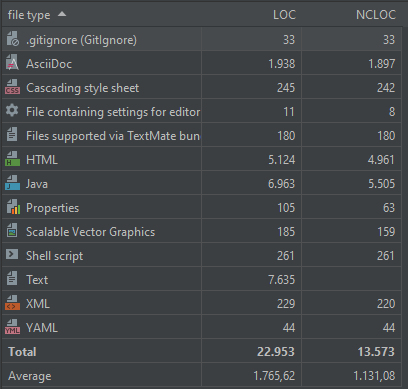 file type LOC NCLOC
.gitignore (GitIgnore) 33 33
AsciiDoc 1.938 1.897
Cascading style sheet 245 242
File containing settings for editor 11 8
Files supported via TextMate bun 180 180
HTML 5.124 4.961
Java 6.963 5.505
Properties 105 63
Scalable Vector Graphics 185 159
Shell script 261 261
Text 7.635
XML 229 220
YAML 44 44
Total 22.953 13.573
Average 1.765,62 1.131,08